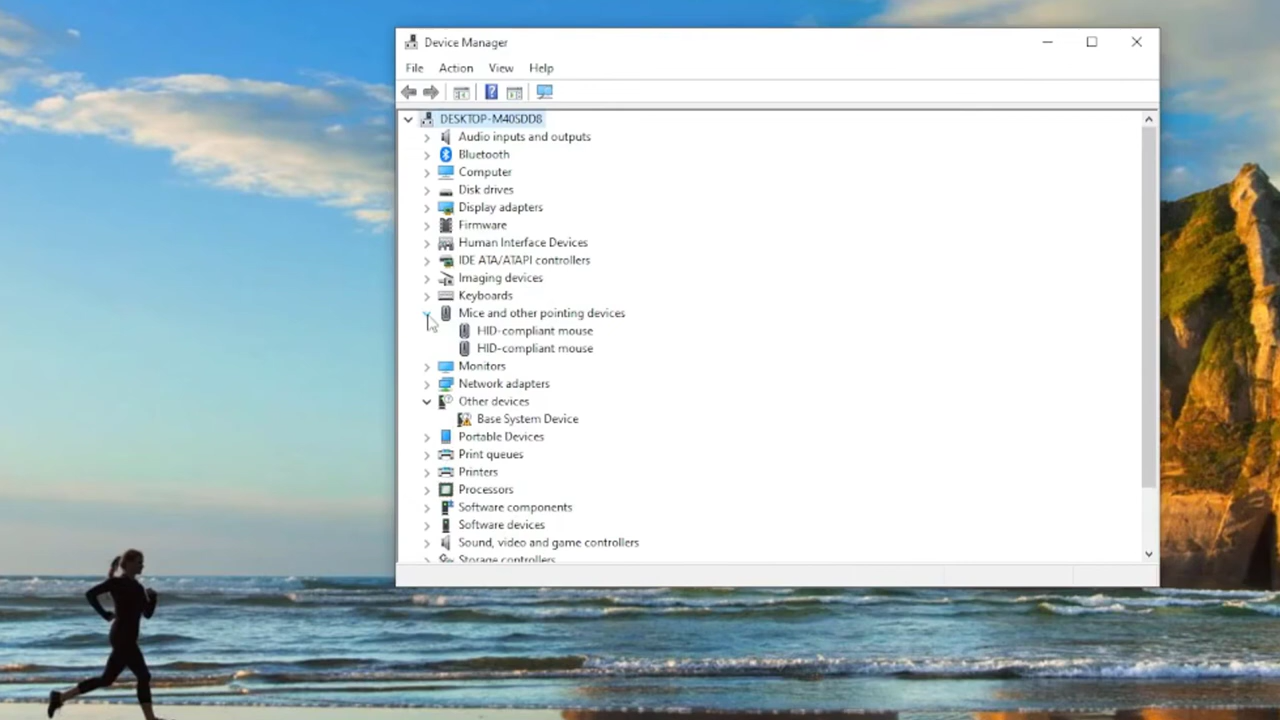 Device Manager
File Action View Help
DESKTOP-M40SDD8
Audio inputs and outputs
Bluetooth
Computer
Disk drives
Display adapters
Firmware
Human Interface Devices
IDE ATA/ATAPI controllers
Imaging devices
Keyboards
Mice and other pointing devices
HID-compliant mouse
HID-compliant mouse
Monitors
Network adapters
Other devices
Base System Device
Portable Devices
Print queues
Printers
Processors
Software components
Software devices
Sound, video and game controllers
Storage controllers